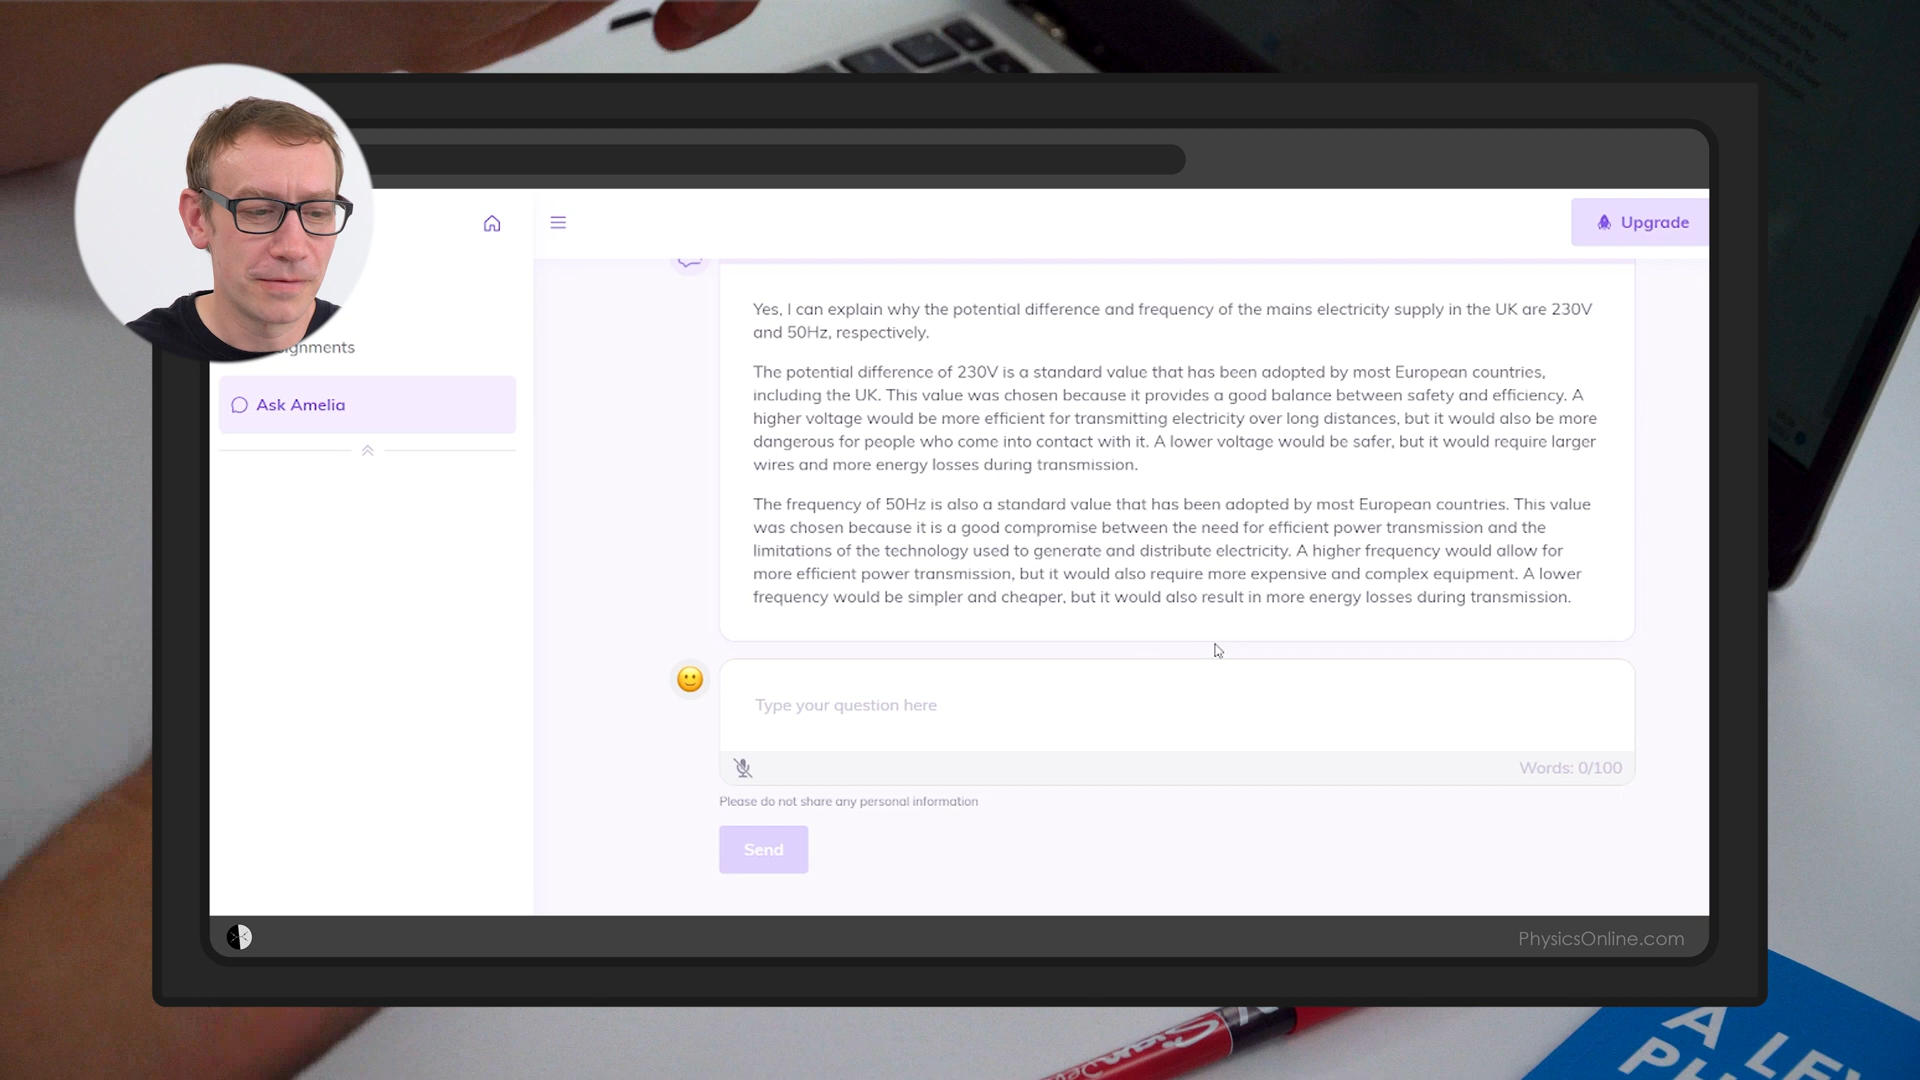 Upgrade
Yes, I can explain why the potential difference and frequency of the mains electricity supply in the UK are 230V
and 50Hz, respectively.
The potential difference of 230V is a standard value that has been adopted by most European countries,
including the UK. This value was chosen because it provides a good balance between safety and efficiency. A
higher voltage would be more efficient for transmitting electricity over long distances, but it would also be more
dangerous for people who come into contact with it. A lower voltage would be safer, but it would require larger
wires and more energy losses during transmission.
The frequency of 50Hz is also a standard value that has been adopted by most European countries. This value
was chosen because it is a good compromise between the need for efficient power transmission and the
limitations of the technology used to generate and distribute electricity. A higher frequency would allow for
more efficient power transmission, but it would also require more expensive and complex equipment. A lower
frequency would be simpler and cheaper, but it would also result in more energy losses during transmission.
ignments
Ask Amelia
Type your question here
Words: 0/100
Please do not share any personal information
Send
PhysicsOnline.com
A LE
PH